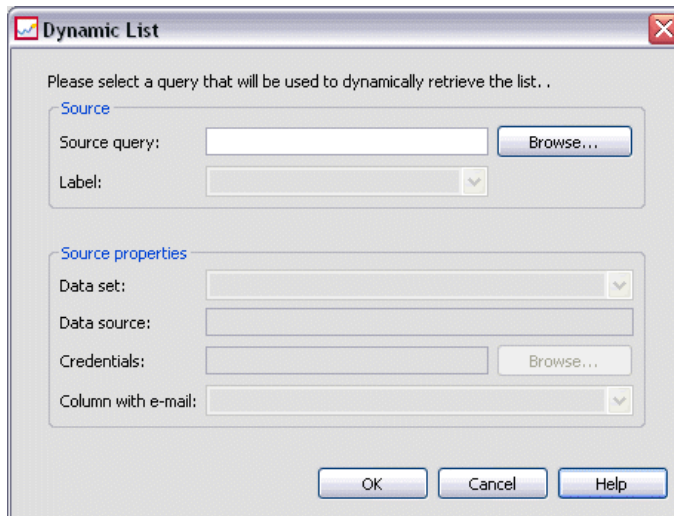 Dynamic List
Please select a query that will be used to dynamically retrieve the list. .
Source
Source query:
Browse...
Label:
Source properties
Data set:
Data source:
Credentials:
Browse...
Column with e-mail:
OK
Cancel
Help